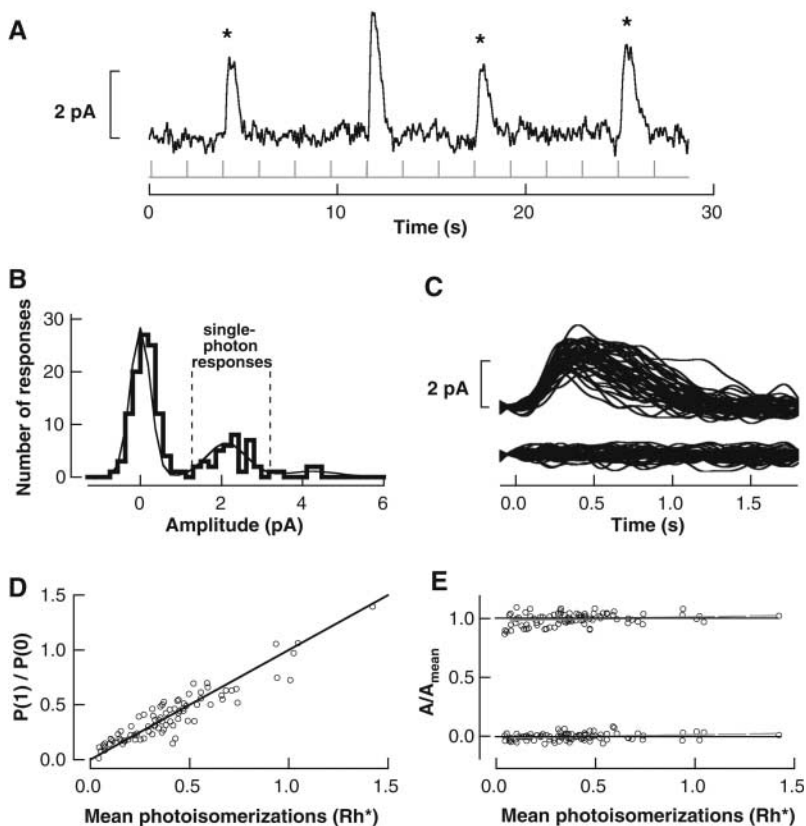 A
*
*
*
2 pA
0
10
20
30
Time (s)
B
30
20
10
0
Number of responses
single-
photon
responses
0
2
4
6
Amplitude (pA)
C
2 pA
0.0
0.5
1.0
1.5
Time (s)
D
1.5
1.0
0.5
0.0
P(1) / P(0)
0.0
0.5
1.0
1.5
Mean photoisomerizations (Rh*)
E
1.0
0.5
0.0
A/Amean
0.0
0.5
1.0
1.5
Mean photoisomerizations (Rh*)